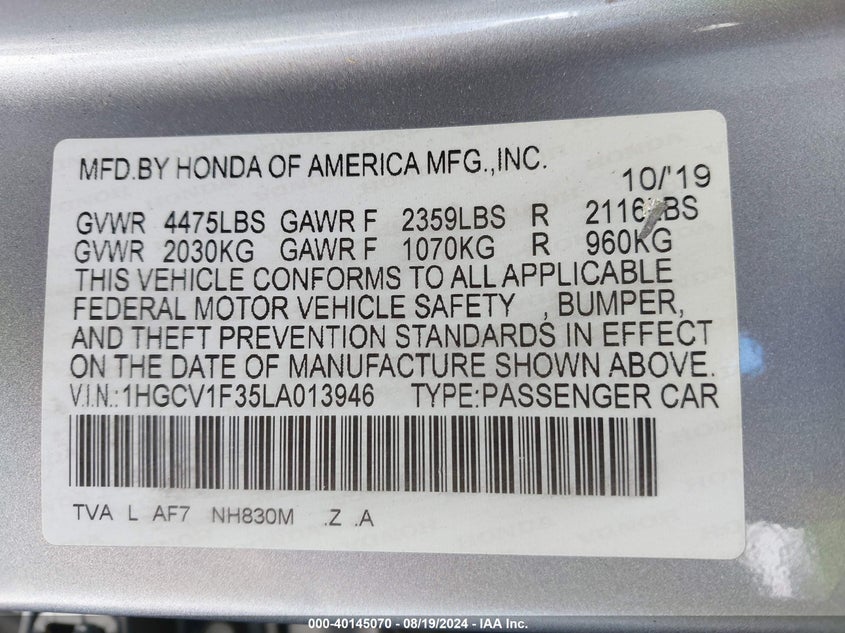 MFD.BY HONDA OF AMERICA MFG.,INC. 10/'19
GVWR 4475LBS GAWR F 2359LBS R 2116LBS
GVWR 2030KG GAWR F 1070KG R 960KG
THIS VEHICLE CONFORMS TO ALL APPLICABLE
FEDERAL MOTOR VEHICLE SAFETY , BUMPER,
AND THEFT PREVENTION STANDARDS IN EFFECT
ON THE DATE OF MANUFACTURE SHOWN ABOVE.
V.I.N.:1HGCV1F35LA013946 TYPE:PASSENGER CAR
TVA L AF7 NH830M .Z .A
000-40145070 - 08/19/2024 - IAA Inc.